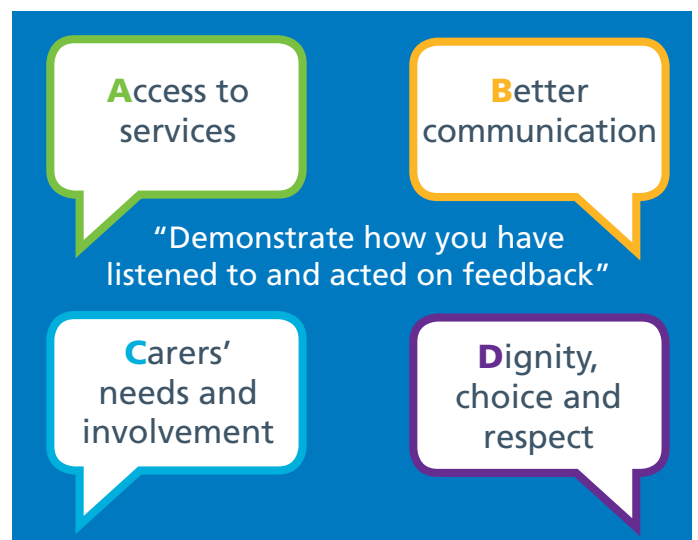 Access to
services
Better
communication
“Demonstrate how you have
listened to and acted on feedback”
Carers’
needs and
involvement
Dignity,
choice and
respect